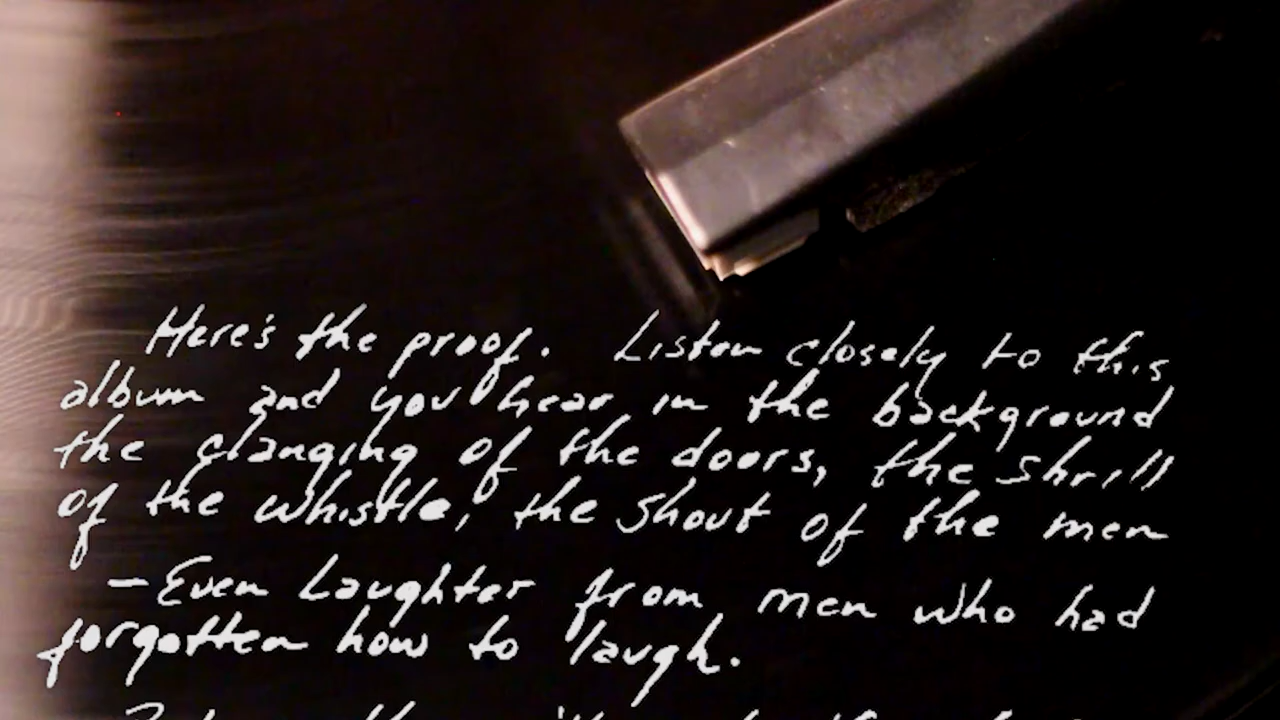 Here's the proof. Listen closely to this
album and you hear in the background
the clanging of the doors, the shrill
of the whistle, the shout of the men
—Even Laughter from men who had
forgotten how to laugh.